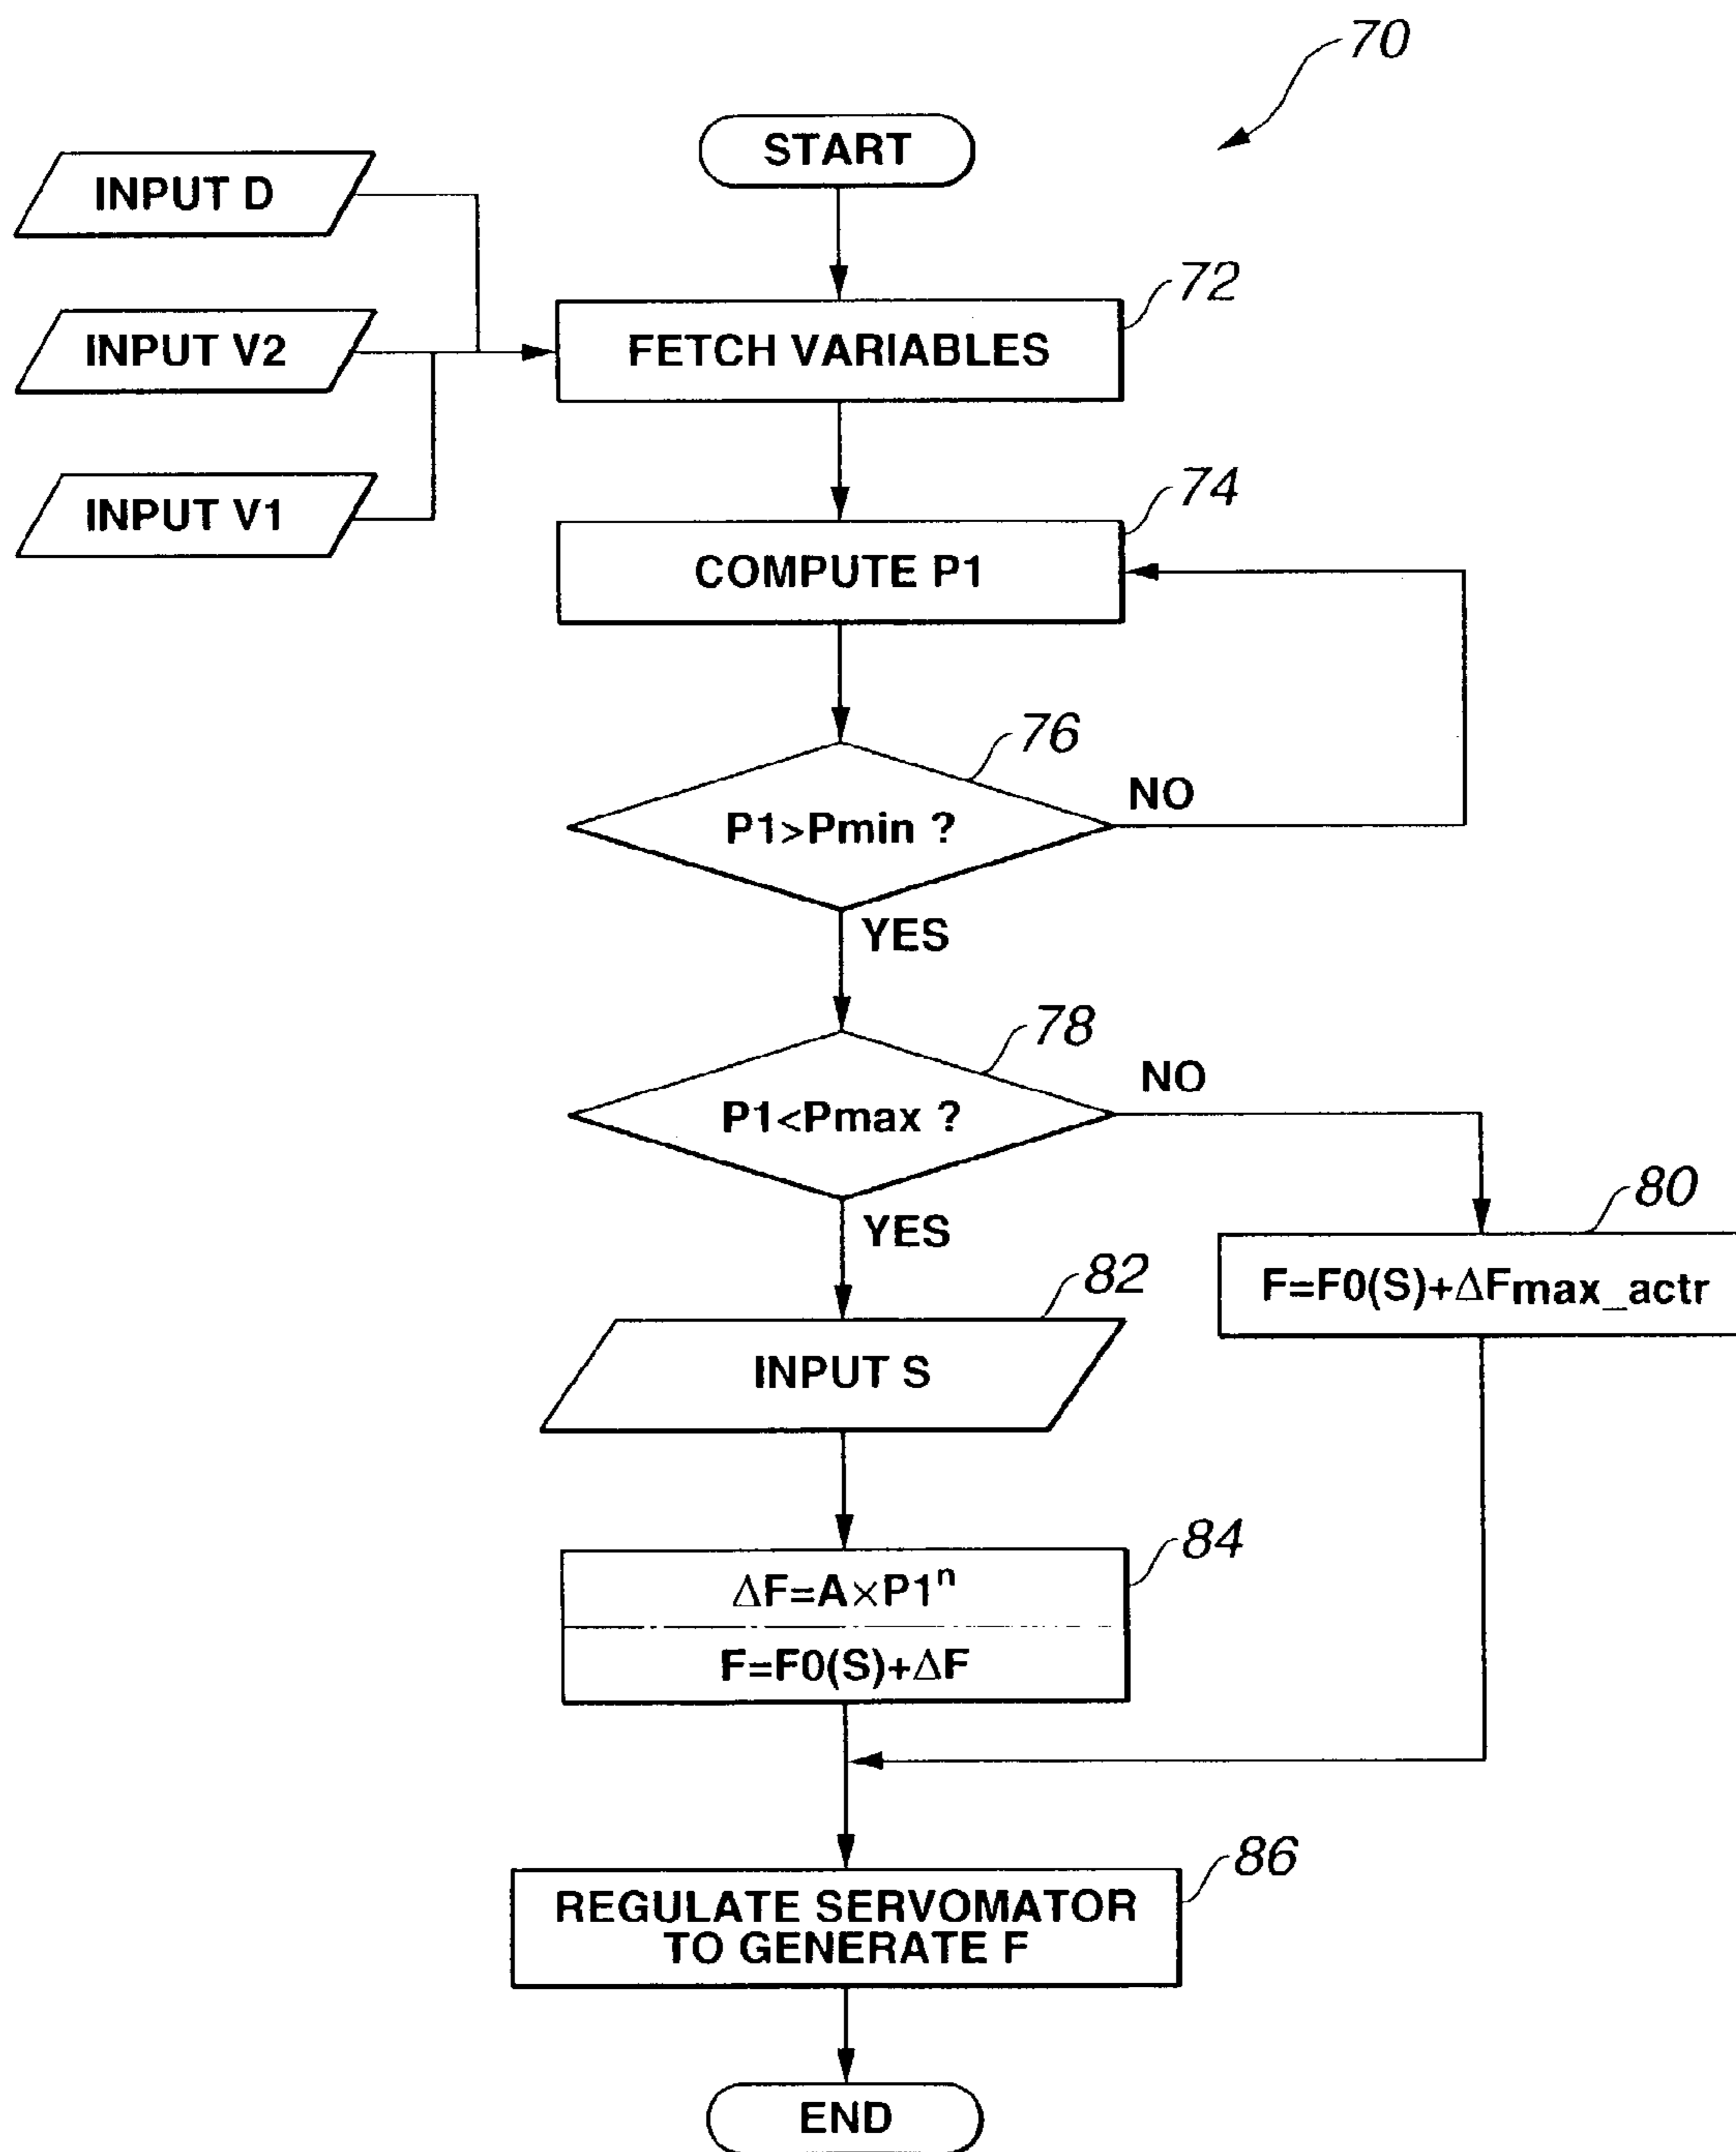 70
START
INPUT D
72
INPUT V2
FETCH VARIABLES
74
INPUT V1
COMPUTE P1
76
NO
P1>Pmin ?
YES
78
NO
P1<Pmax ?
80
YES
F=F0(S)+ΔFmax_actr
82
INPUT S
84
ΔF=A×P1ⁿ
F=F0(S)+ΔF
86
REGULATE SERVOMATOR
TO GENERATE F
END